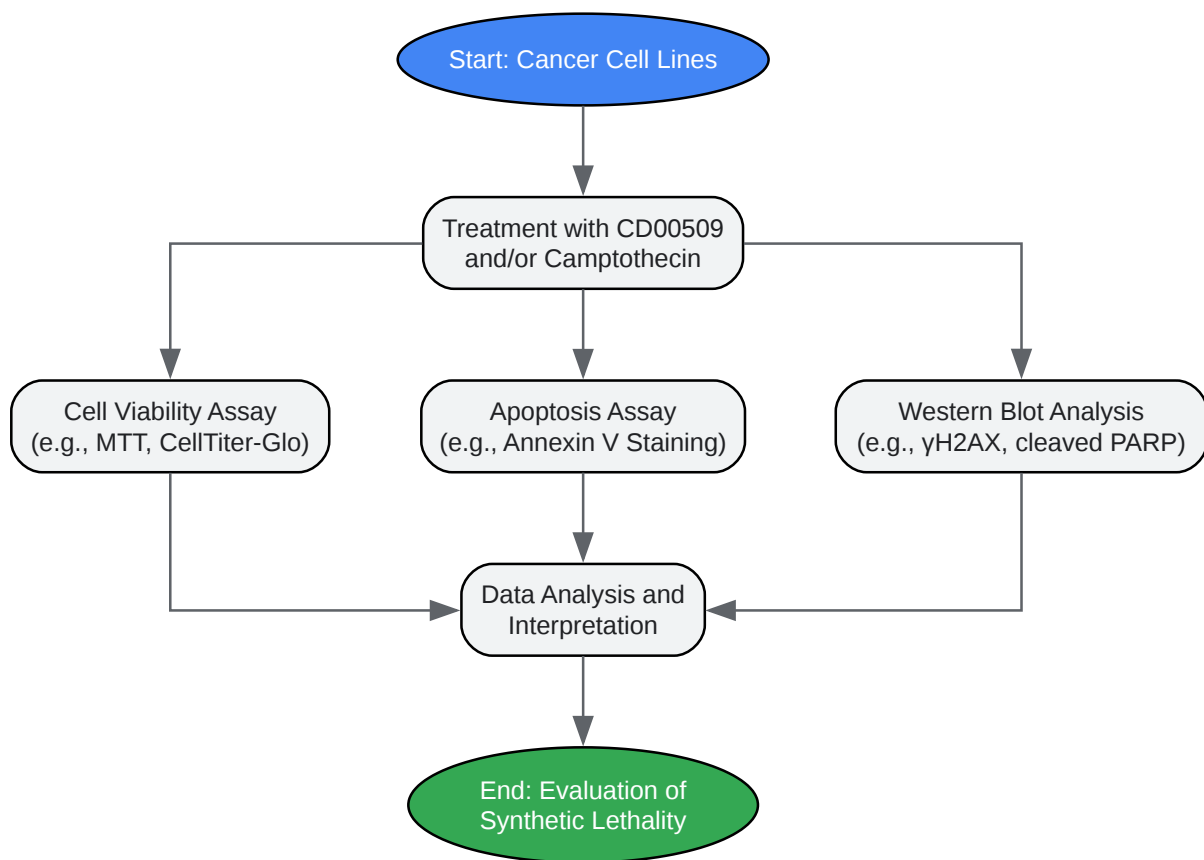 Start: Cancer Cell Lines
Treatment with CD00509
and/or Camptothecin
Cell Viability Assay
(e.g., MTT, CellTiter-Glo)
Apoptosis Assay
(e.g., Annexin V Staining)
Western Blot Analysis
(e.g., γH2AX, cleaved PARP)
Data Analysis and
Interpretation
End: Evaluation of
Synthetic Lethality